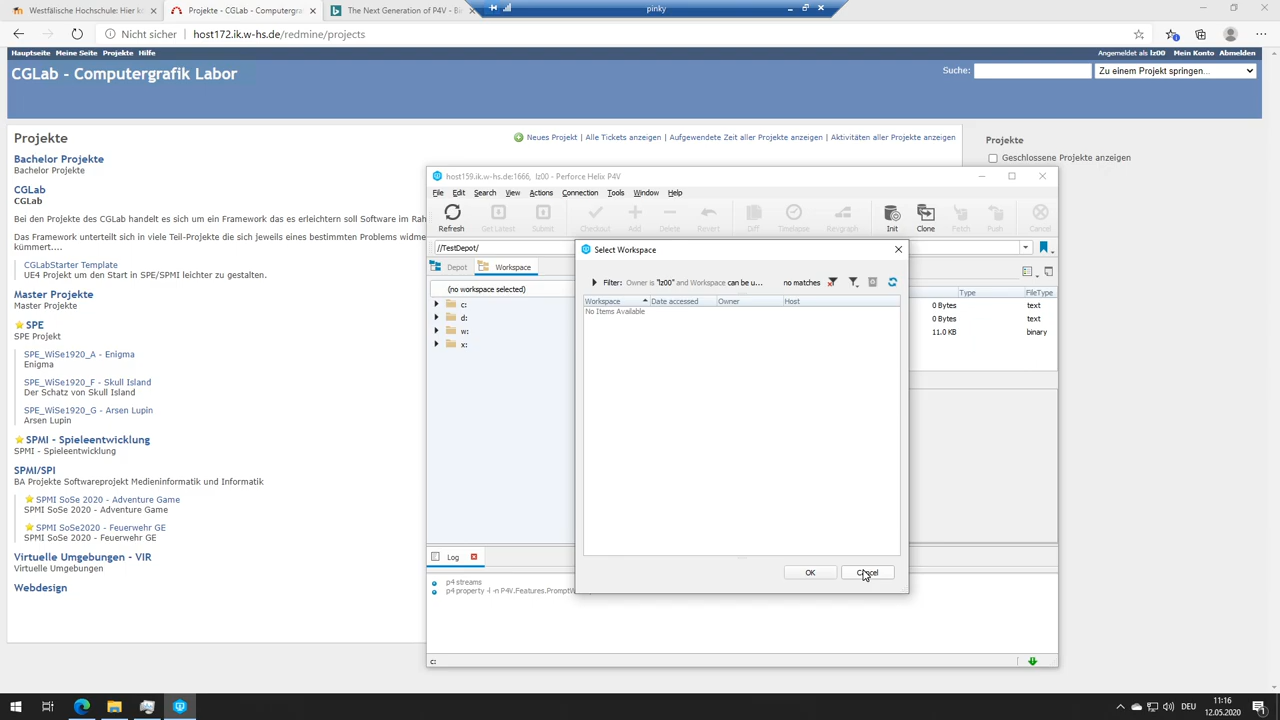 Westfälische Hochschule: Hier kö
Projekte - CGLab - Computergra
The Next Generation of P4V - Bi
pinky
Nicht sicher
host172.ik.w-hs.de/redmine/projects
Hauptseite Meine Seite Projekte Hilfe
Angemeldet als lz00 Mein Konto Abmelden
CGLab - Computergrafik Labor
Suche:
Zu einem Projekt springen...
Projekte
Neues Projekt | Alle Tickets anzeigen | Aufgewendete Zeit aller Projekte anzeigen | Aktivitäten aller Projekte anzeigen
Projekte
Geschlossene Projekte anzeigen
Bachelor Projekte
Bachelor Projekte
CGLab
CGLab
Bei den Projekten des CGLab handelt es sich um ein Framework das es erleichtern soll Software im Rah
Das Framework unterteilt sich in viele Teil-Projekte die sich jeweils eines bestimmten Problems widme
kümmert....
CGLabStarter Template
UE4 Projekt um den Start in SPE/SPMI leichter zu gestalten.
Master Projekte
Master Projekte
SPE
SPE Projekt
SPE_WiSe1920_A - Enigma
Enigma
SPE_WiSe1920_F - Skull Island
Der Schatz von Skull Island
SPE_WiSe1920_G - Arsen Lupin
Arsen Lupin
SPMI - Spieleentwicklung
SPMI - Spieleentwicklung
SPMI/SPI
BA Projekte Softwareprojekt Medieninformatik und Informatik
SPMI SoSe 2020 - Adventure Game
SPMI SoSe 2020 - Adventure Game
SPMI SoSe2020 - Feuerwehr GE
SPMI SoSe 2020 - Feuerwehr GE
Virtuelle Umgebungen - VIR
Virtuelle Umgebungen
Webdesign
host159.ik.w-hs.de:1666, lz00 - Perforce Helix P4V
File Edit Search View Actions Connection Tools Window Help
Refresh Get Latest Submit Checkout Add Delete Revert Diff Timelapse Revgraph Init Clone Fetch Push Cancel
//TestDepot/
Depot Workspace
(no workspace selected)
c:
d:
w:
x:
Type FileType
0 Bytes text
0 Bytes text
11.0 KB binary
Select Workspace
Filter: Owner is "lz00" and Workspace can be u... no matches
Workspace Date accessed Owner Host
No Items Available
OK Cancel
Log
p4 streams
p4 property -l -n P4V.Features.PromptW
c:
DEU
11:16
12.05.2020
1